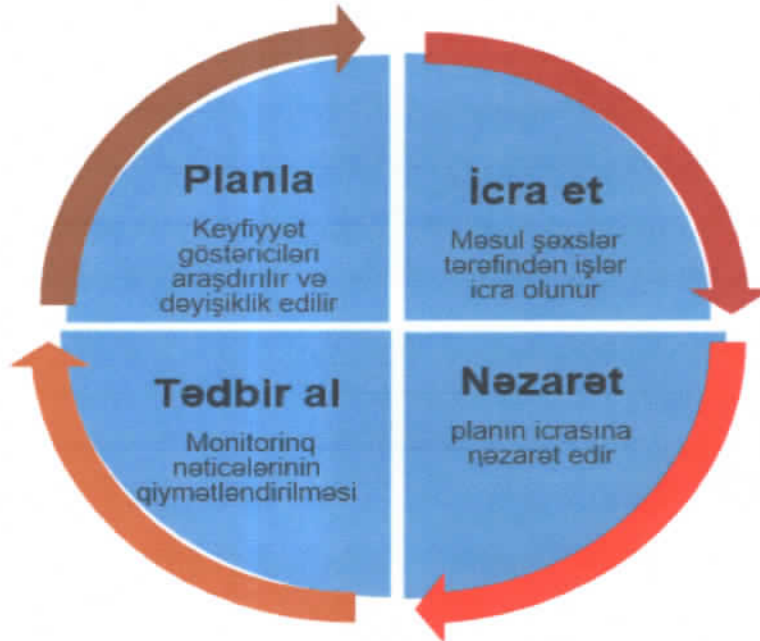 Planla
Keyfiyyət
göstəriciləri
araşdırılır və
dəyişiklik edilir
İcra et
Məsul şəxslər
tərəfindən işlər
icra olunur
Tədbir al
Monitorinq
nəticələrinin
qiymətləndirilməsi
Nəzarət
planın icrasına
nəzarət edir